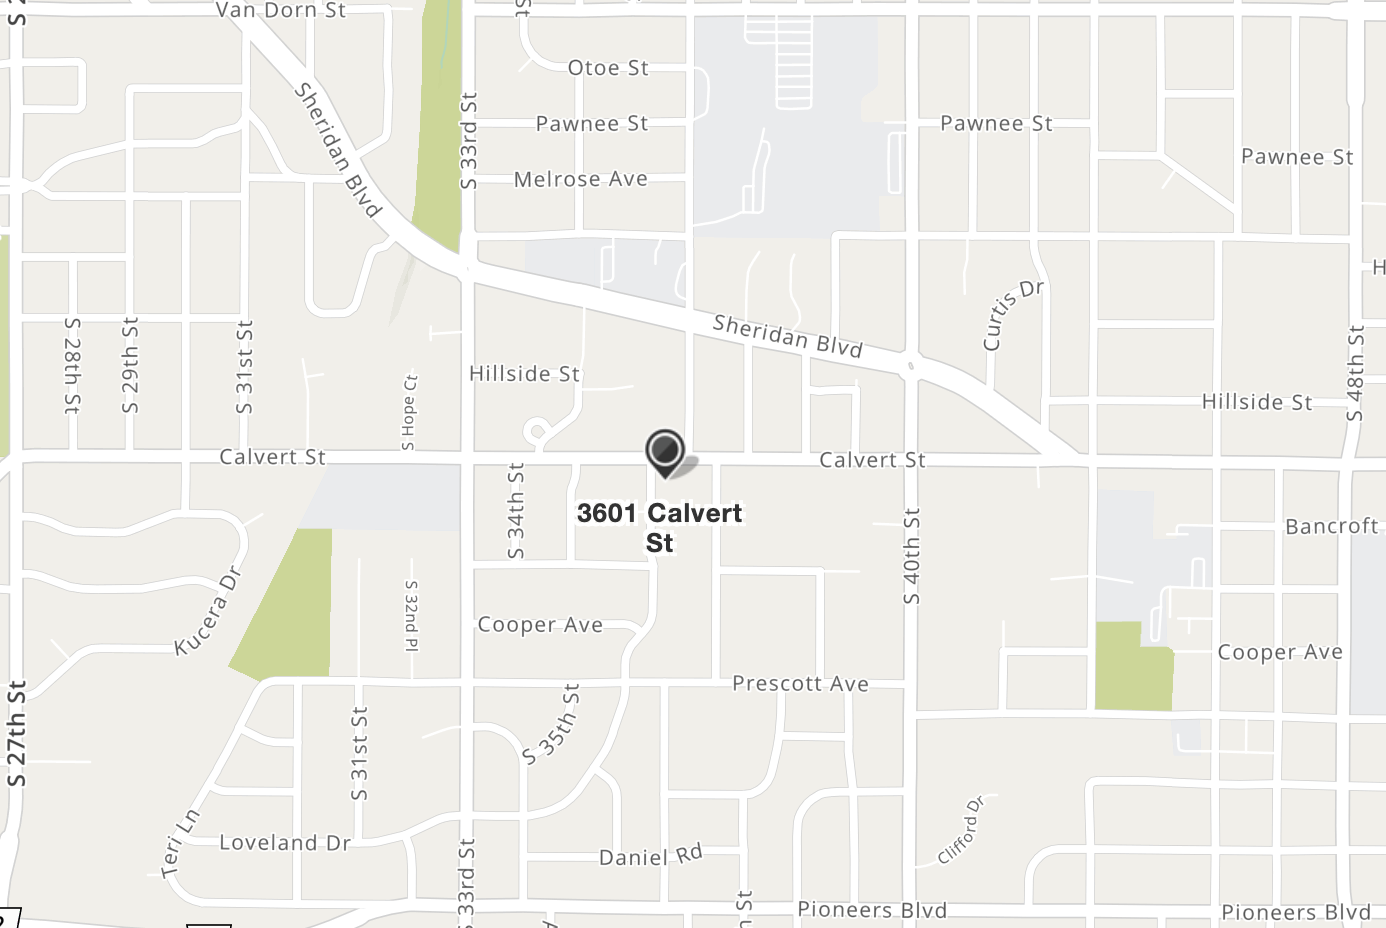 Van Dorn St
S 33rd St
Otoe St
Pawnee St
Melrose Ave
Pawnee St
Pawnee St
Sheridan Blvd
Sheridan Blvd
Curtis Dr
S 28th St
S 29th St
S 31st St
S Hope Ct
Hillside St
Hillside St
S 48th St
Calvert St
Calvert St
S 34th St
3601 Calvert
St
S 40th St
Bancroft
Kucera Dr
S 32nd Pl
Cooper Ave
Cooper Ave
Prescott Ave
S 27th St
S 31st St
S 35th St
Teri Ln
Loveland Dr
S 33rd St
Daniel Rd
Clifford Dr
Pioneers Blvd
Pioneers Blvd